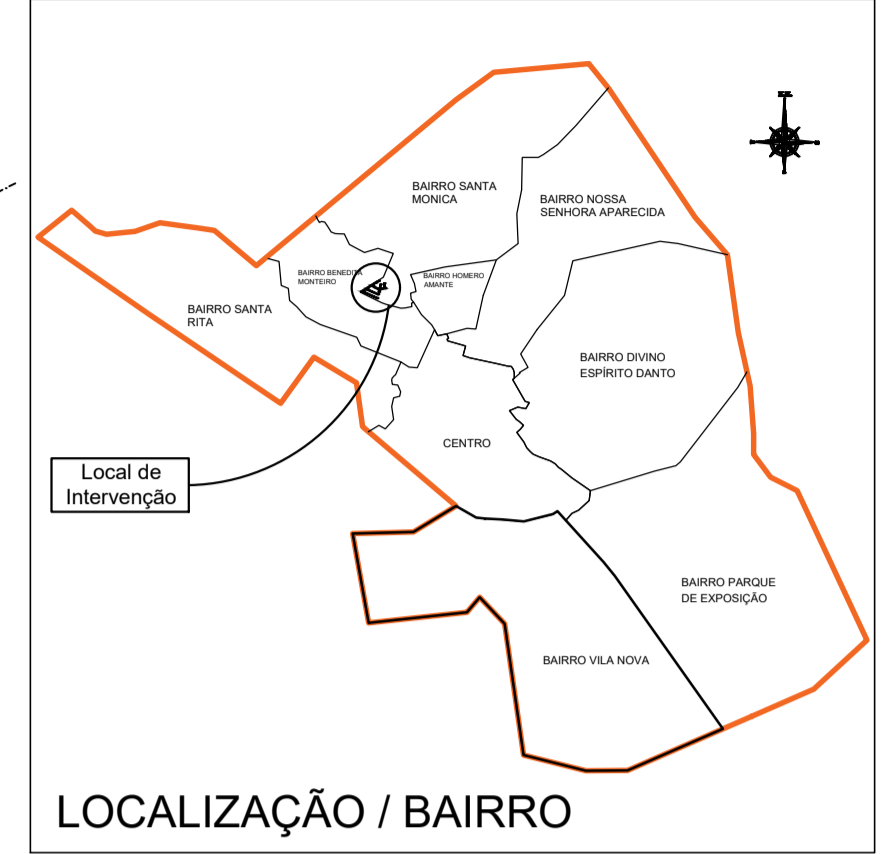 BAIRRO SANTA
MONICA
BAIRRO NOSSA
SENHORA APARECIDA
BAIRRO BENEDITA
MONTEIRO
BAIRRO HOMERO
AMANTE
BAIRRO SANTA
RITA
BAIRRO DIVINO
ESPÍRITO DANTO
CENTRO
Local de
Intervenção
BAIRRO PARQUE
DE EXPOSIÇÃO
BAIRRO VILA NOVA
LOCALIZAÇÃO / BAIRRO